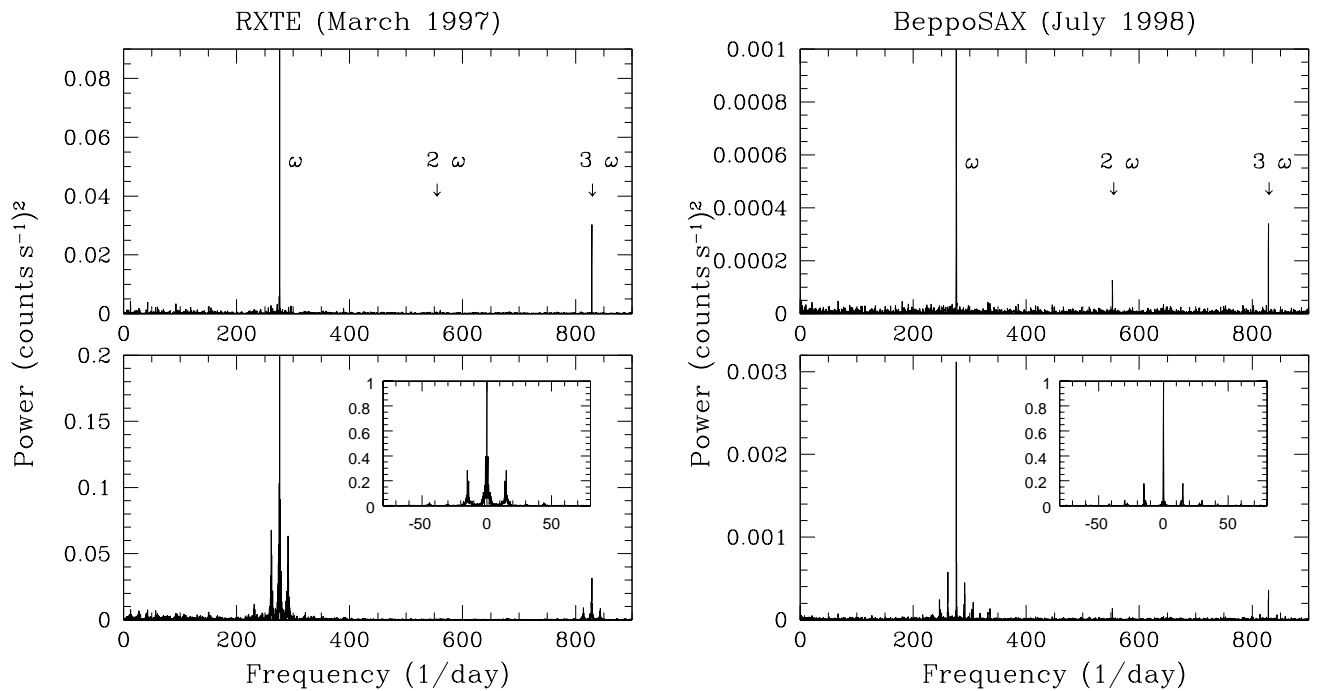 RXTE (March 1997)
BeppoSAX (July 1998)
0.08
0.06
0.04
0.02
0
ω
2 ω
↓
3 ω
↓
0 200 400 600 800
0.001
0.0008
0.0006
0.0004
0.0002
0
ω
2 ω
↓
3 ω
↓
0 200 400 600 800
Power (counts s⁻¹)²
0.2
0.15
0.1
0.05
0
1
0.8
0.6
0.4
0.2
0
-50 0 50
0 200 400 600 800
Frequency (1/day)
Power (counts s⁻¹)²
0.003
0.002
0.001
0
1
0.8
0.6
0.4
0.2
0
-50 0 50
0 200 400 600 800
Frequency (1/day)